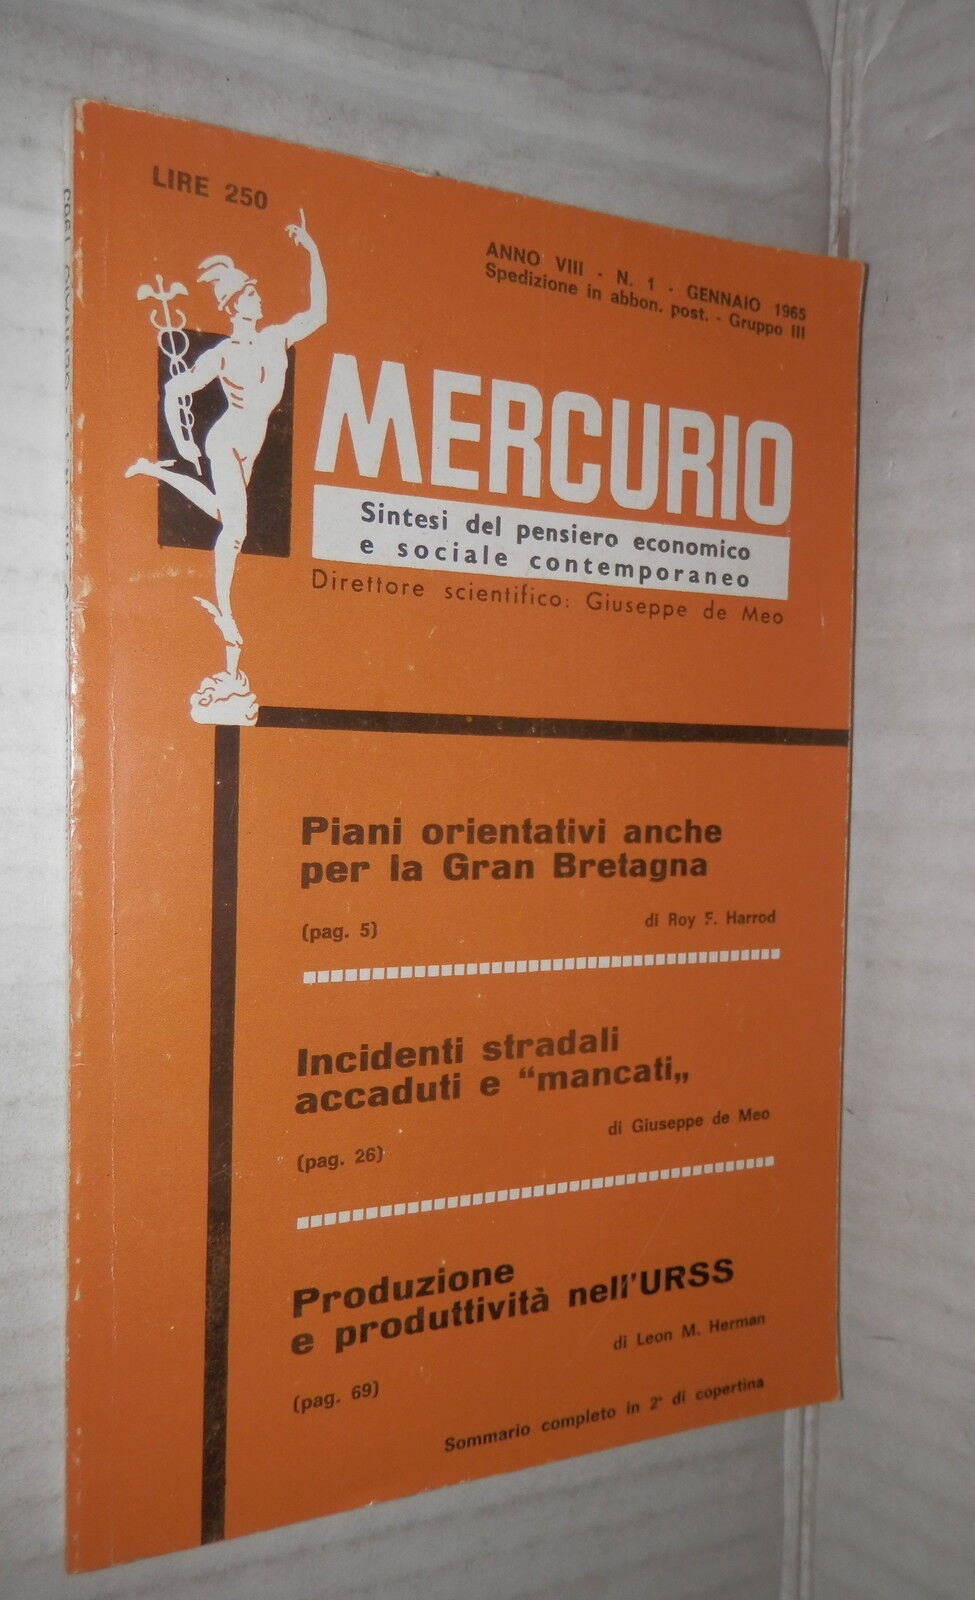 LIRE 250
ANNO VIII - N. 1 - GENNAIO 1965
Spedizione in abbon. post. - Gruppo III
MERCURIO
Sintesi del pensiero economico
e sociale contemporaneo
Direttore scientifico: Giuseppe de Meo
Piani orientativi anche
per la Gran Bretagna
(pag. 5) di Roy F. Harrod
Incidenti stradali
accaduti e “mancati„
(pag. 26) di Giuseppe de Meo
Produzione
e produttività nell'URSS
(pag. 69) di Leon M. Herman
Sommario completo in 2ª di copertina